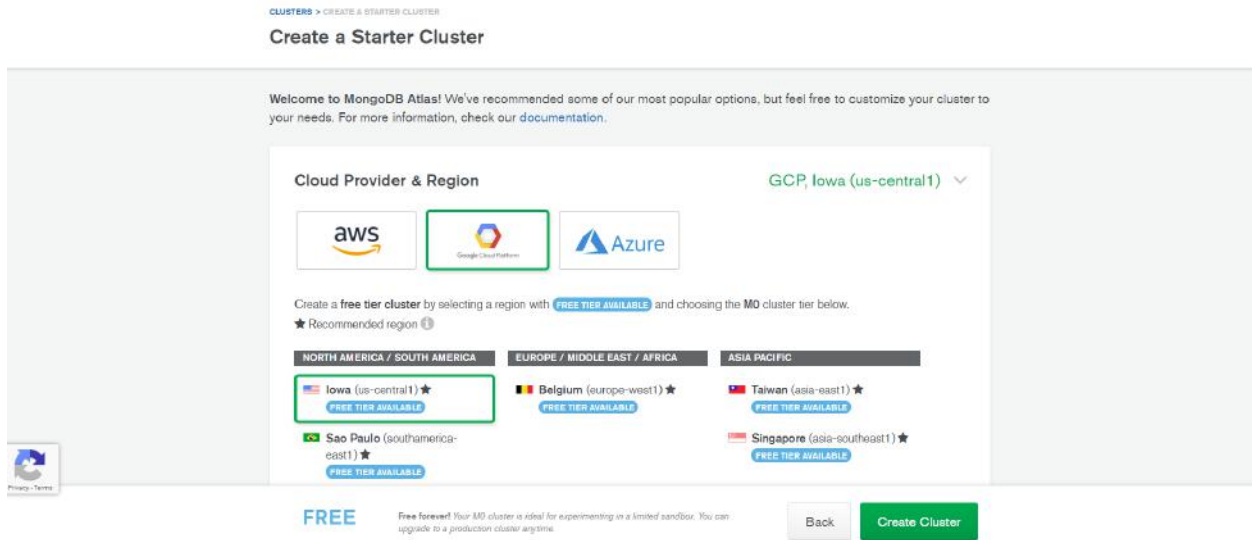 CLUSTERS > CREATE A STARTER CLUSTER
Create a Starter Cluster
Welcome to MongoDB Atlas! We've recommended some of our most popular options, but feel free to customize your cluster to
your needs. For more information, check our documentation.
Cloud Provider & Region
GCP, Iowa (us-central1)
aws
Google Cloud Platform
Azure
Create a free tier cluster by selecting a region with FREE TIER AVAILABLE and choosing the M0 cluster tier below.
★ Recommended region
NORTH AMERICA / SOUTH AMERICA
Iowa (us-central1) ★
FREE TIER AVAILABLE
Sao Paulo (southamerica-
east1) ★
FREE TIER AVAILABLE
EUROPE / MIDDLE EAST / AFRICA
Belgium (europe-west1) ★
FREE TIER AVAILABLE
ASIA PACIFIC
Taiwan (asia-east1) ★
FREE TIER AVAILABLE
Singapore (asia-southeast1) ★
FREE TIER AVAILABLE
Privacy - Terms
FREE
Free forever! Your M0 cluster is ideal for experimenting in a limited sandbox. You can
upgrade to a production cluster anytime.
Back
Create Cluster